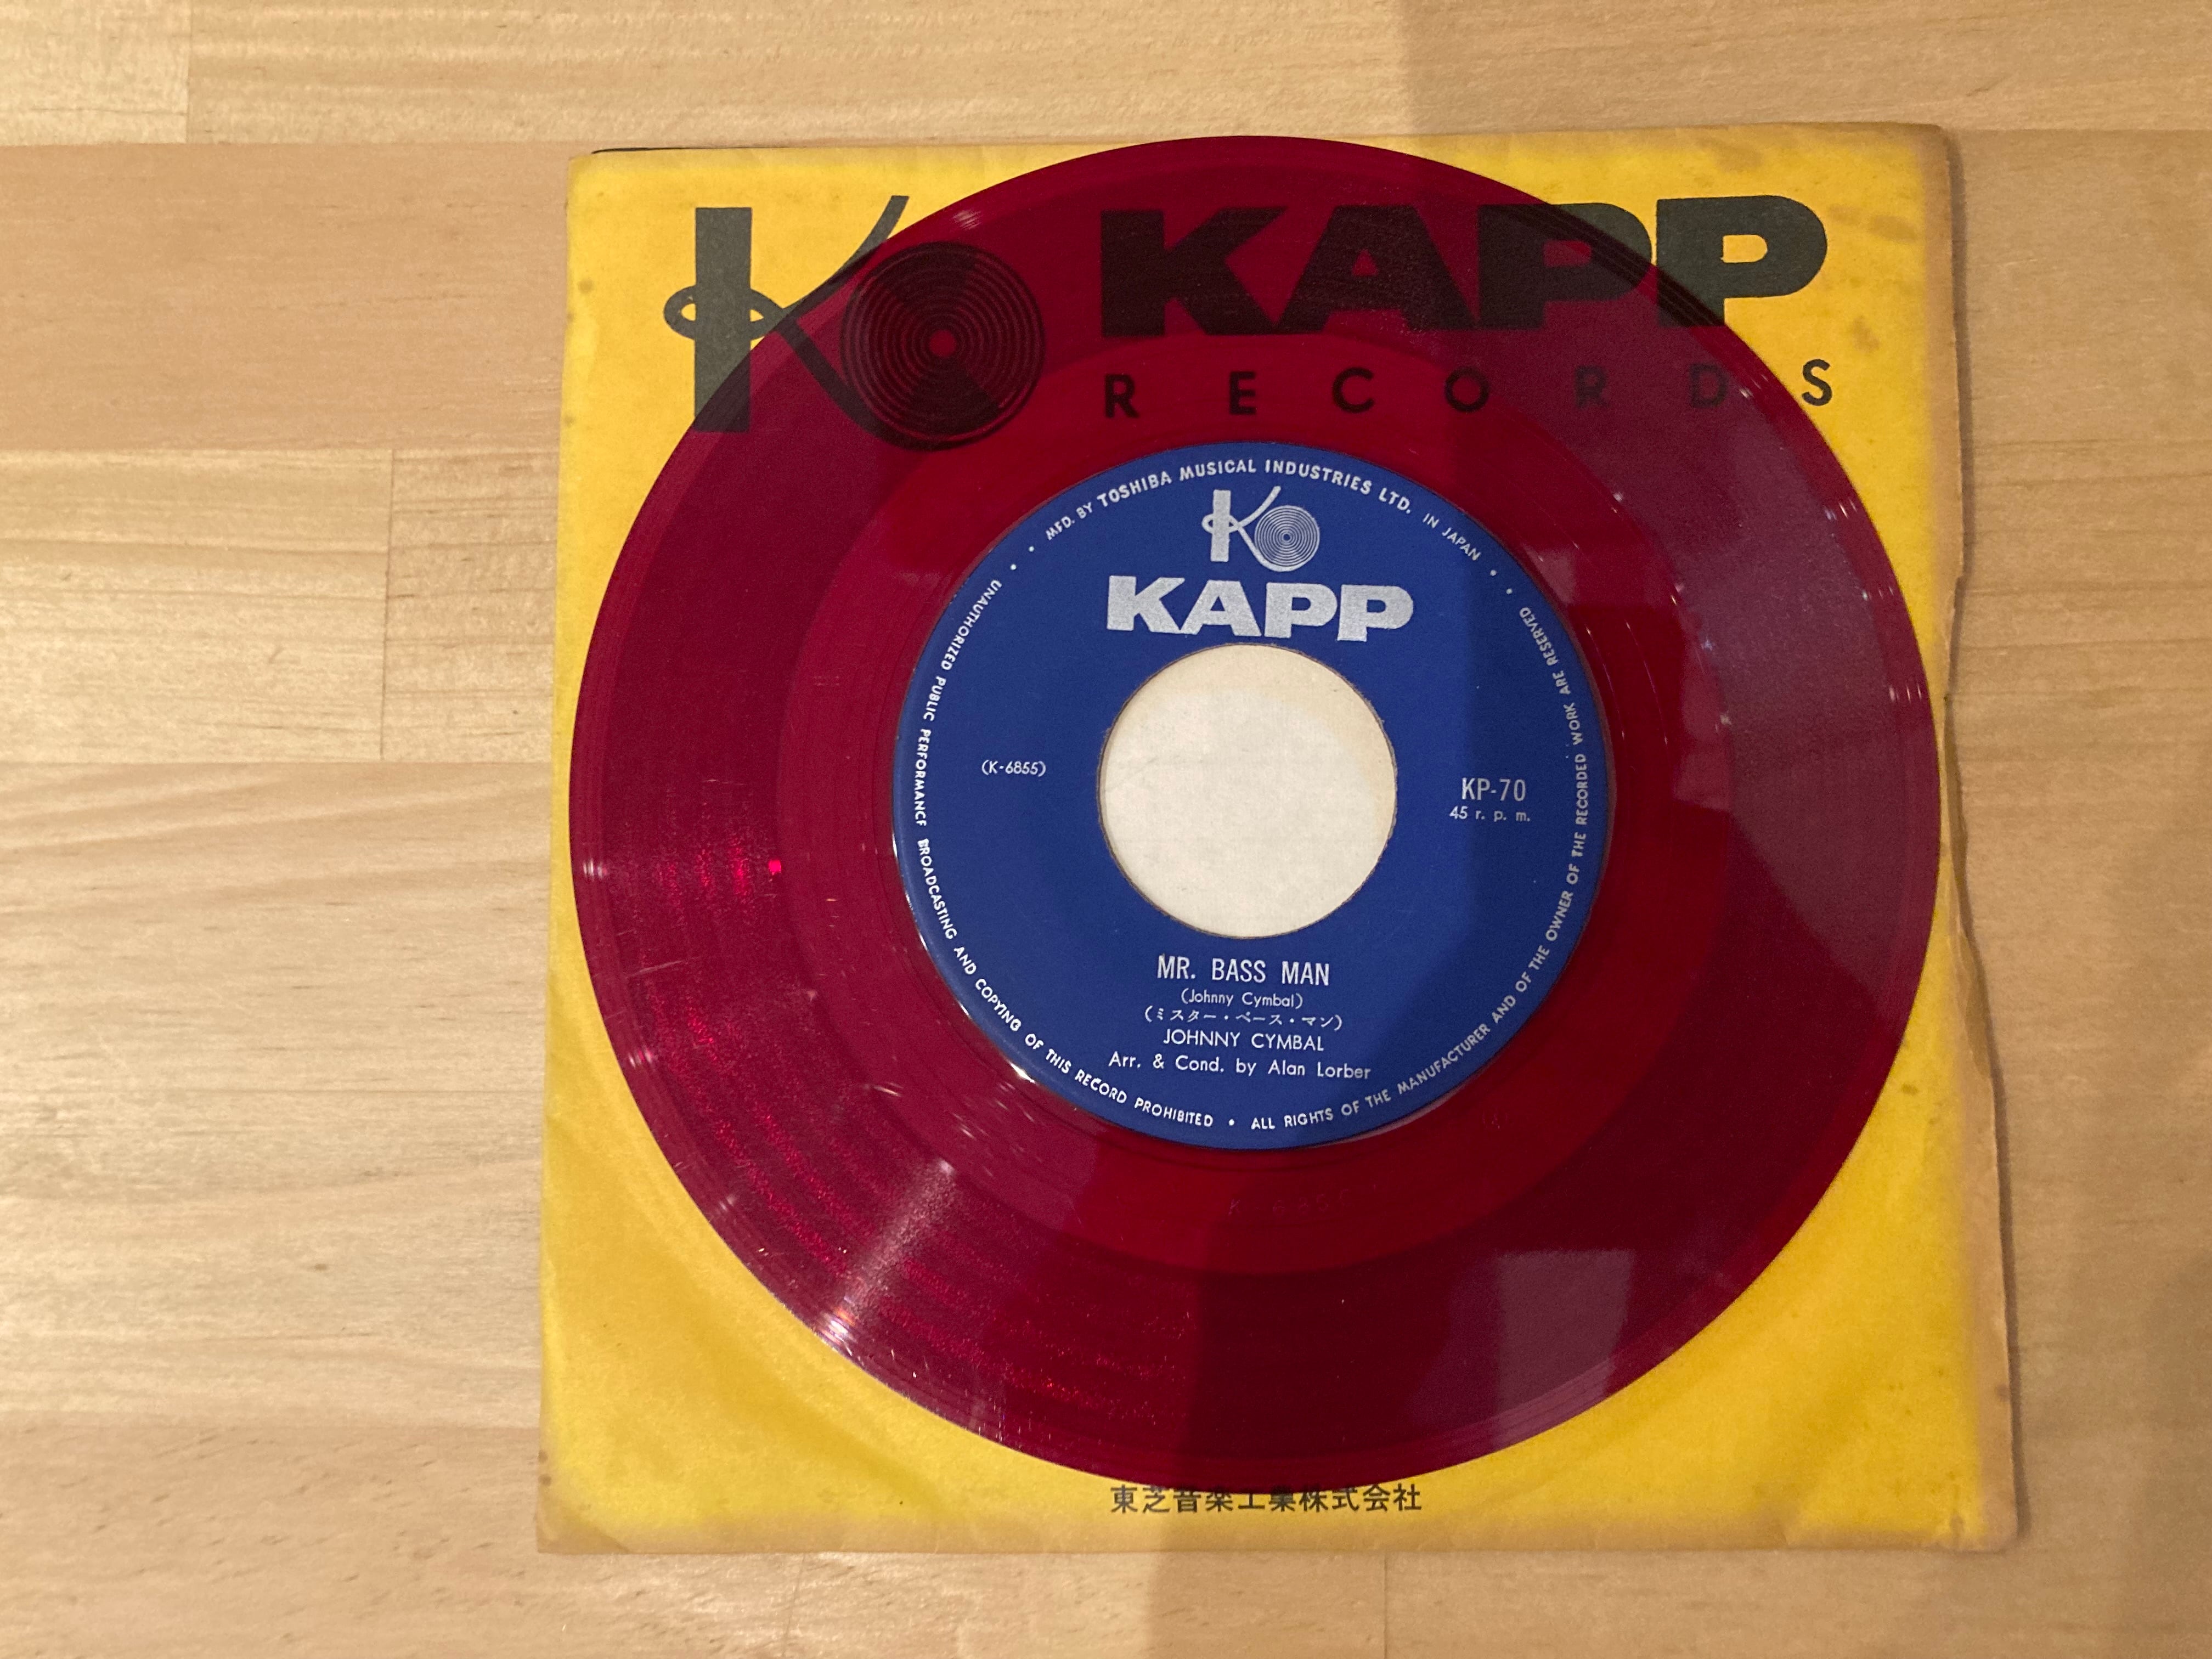 KAPP
RECORDS
MFD. BY TOSHIBA MUSICAL INDUSTRIES LTD. IN JAPAN
KAPP
(K-6855)
KP-70
45 r. p. m.
MR. BASS MAN
(Johnny Cymbal)
(ミスター・ベース・マン)
JOHNNY CYMBAL
Arr. & Cond. by Alan Lorber
UNAUTHORIZED PUBLIC PERFORMANCE BROADCASTING AND COPYING OF THIS RECORD PROHIBITED • ALL RIGHTS OF THE MANUFACTURER AND OF THE OWNER OF THE RECORDED WORK ARE RESERVED
東芝音楽工業株式会社